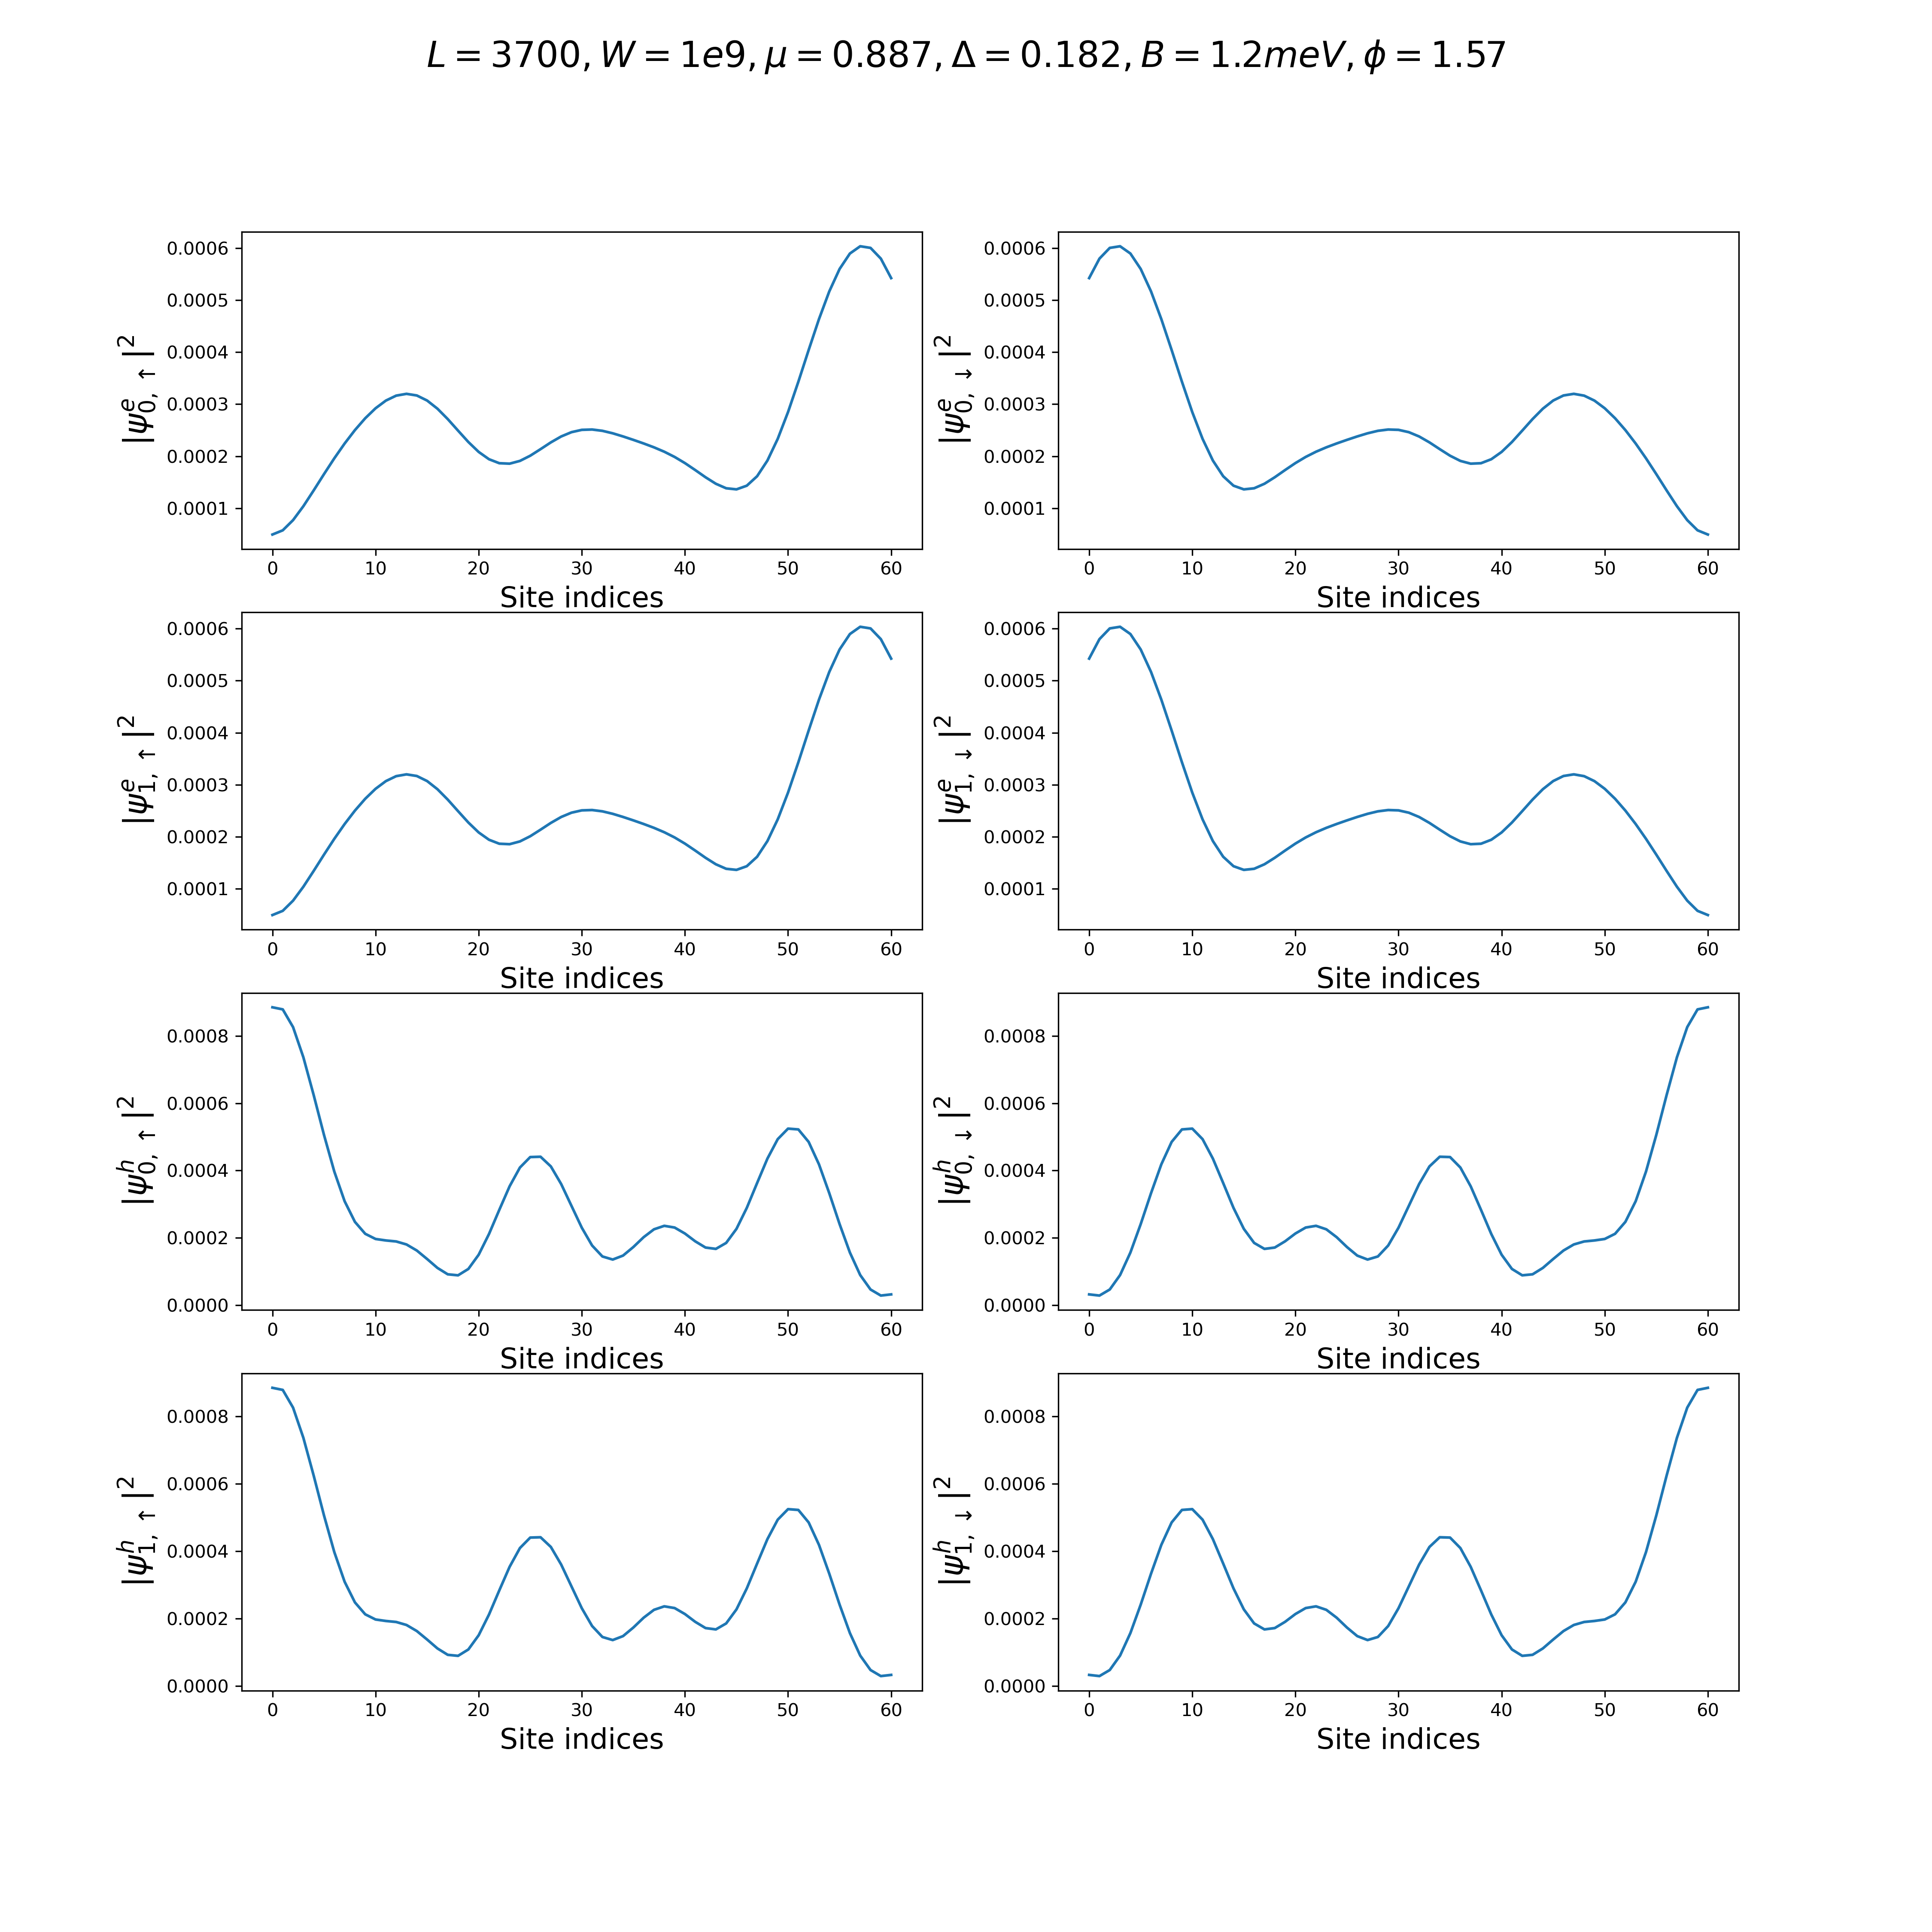 L = 3700, W = 1e9, μ = 0.887, Δ = 0.182, B = 1.2meV, ϕ = 1.57
|ψ^e_{0, ↑}|^2
0.0006
0.0005
0.0004
0.0003
0.0002
0.0001
0 10 20 30 40 50 60
Site indices
|ψ^e_{0, ↓}|^2
0.0006
0.0005
0.0004
0.0003
0.0002
0.0001
0 10 20 30 40 50 60
Site indices
|ψ^e_{1, ↑}|^2
0.0006
0.0005
0.0004
0.0003
0.0002
0.0001
0 10 20 30 40 50 60
Site indices
|ψ^e_{1, ↓}|^2
0.0006
0.0005
0.0004
0.0003
0.0002
0.0001
0 10 20 30 40 50 60
Site indices
|ψ^h_{0, ↑}|^2
0.0008
0.0006
0.0004
0.0002
0.0000
0 10 20 30 40 50 60
Site indices
|ψ^h_{0, ↓}|^2
0.0008
0.0006
0.0004
0.0002
0.0000
0 10 20 30 40 50 60
Site indices
|ψ^h_{1, ↑}|^2
0.0008
0.0006
0.0004
0.0002
0.0000
0 10 20 30 40 50 60
Site indices
|ψ^h_{1, ↓}|^2
0.0008
0.0006
0.0004
0.0002
0.0000
0 10 20 30 40 50 60
Site indices